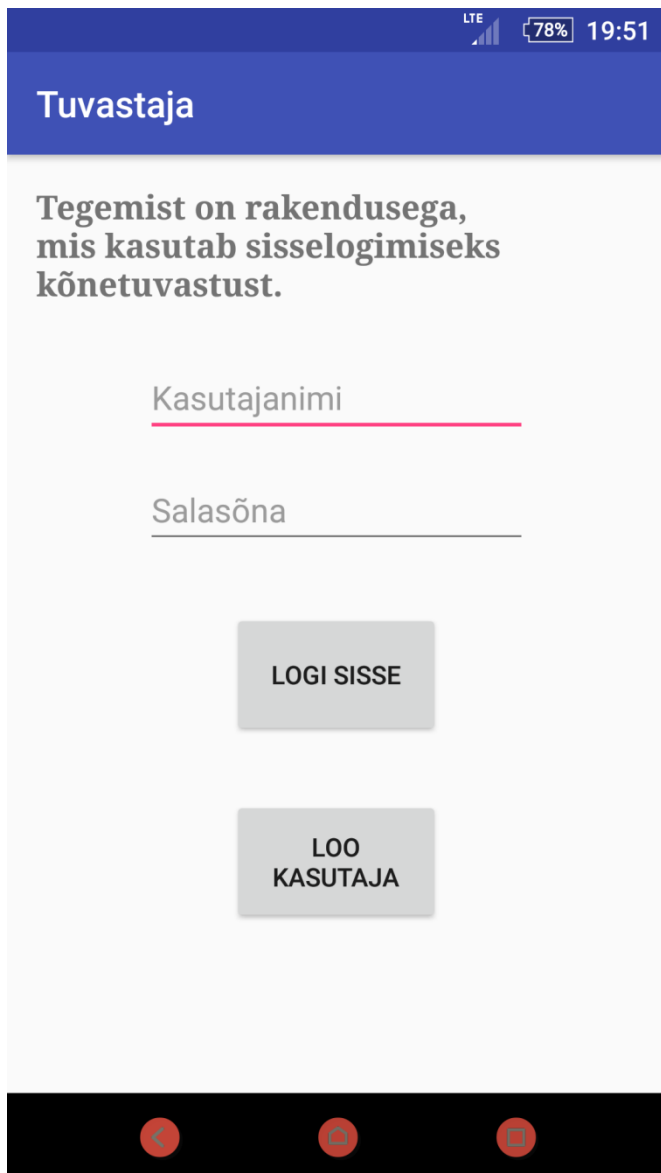 LTE 78% 19:51
Tuvastaja
Tegemist on rakendusega,
mis kasutab sisselogimiseks
kõnetuvastust.
Kasutajanimi
Salasõna
LOGI SISSE
LOO
KASUTAJA